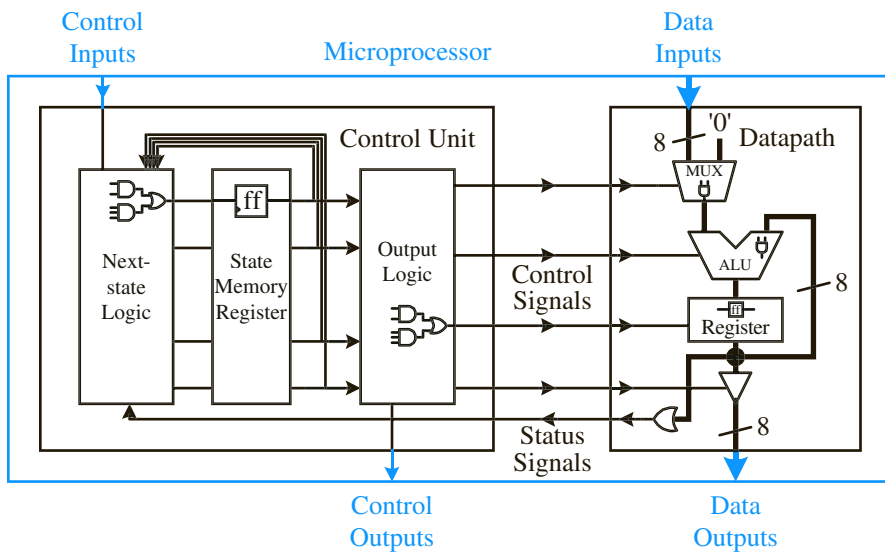 Control
Inputs
Microprocessor
Data
Inputs
Control Unit
8
'0'
Datapath
MUX
ff
Next-
state
Logic
State
Memory
Register
Output
Logic
ALU
Control
Signals
8
ff
Register
Status
Signals
8
Control
Outputs
Data
Outputs